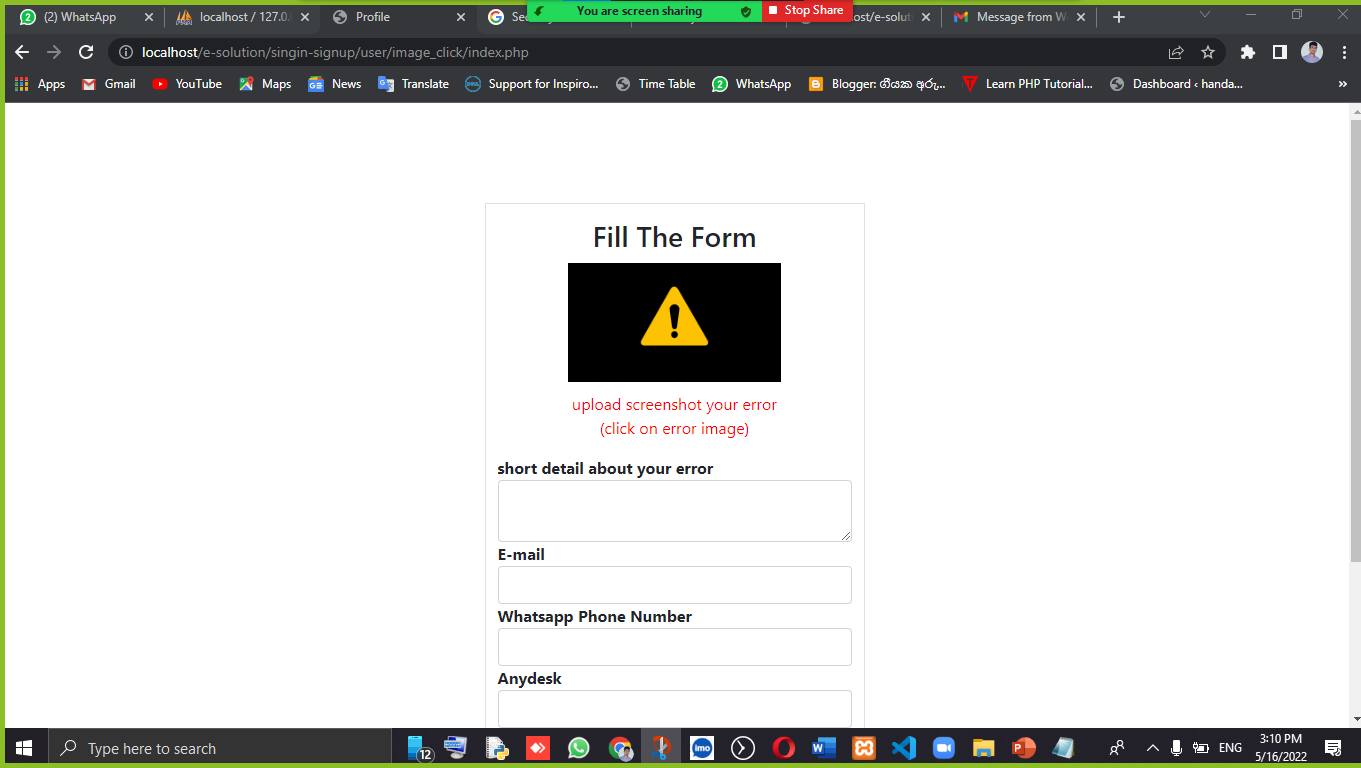 You are screen sharing
Stop Share
(2) WhatsApp
localhost / 127.0.
Profile
Message from W
localhost/e-solution/singin-signup/user/image_click/index.php
Apps
Gmail
YouTube
Maps
News
Translate
Support for Inspiro...
Time Table
WhatsApp
Blogger: ගීයක අරු...
Learn PHP Tutorial...
Dashboard ‹ handa...
»
Fill The Form
upload screenshot your error
(click on error image)
short detail about your error
E-mail
Whatsapp Phone Number
Anydesk
Type here to search
12
imo
ENG
3:10 PM
5/16/2022